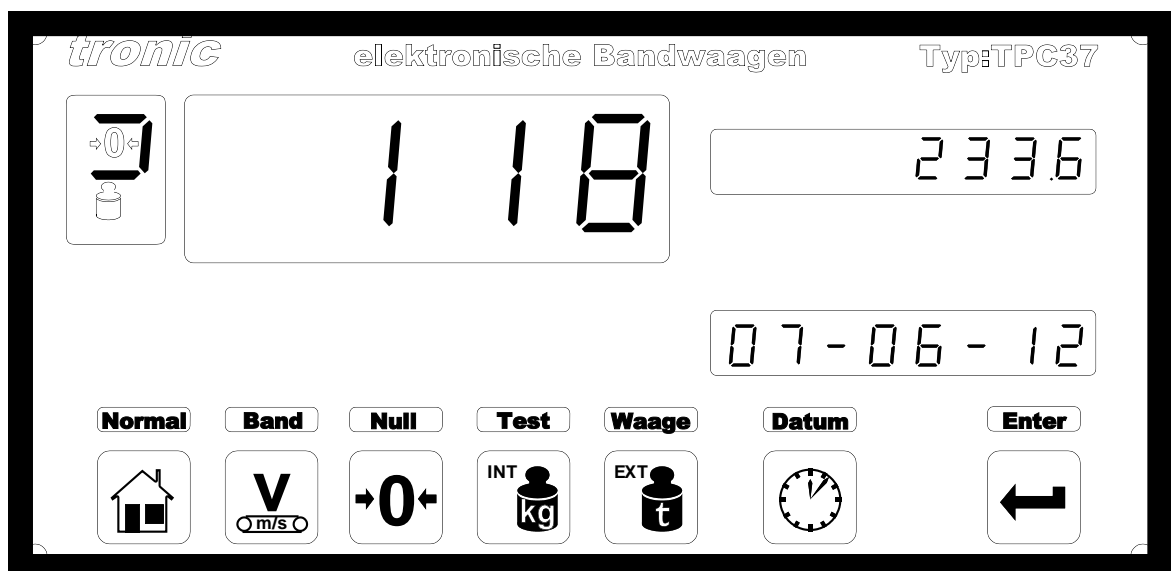 tronic elektronische Bandwaagen Typ:TPC37
→0← 118 233.6
07-06-12
Normal Band Null Test Waage Datum Enter
V m/s →0← INT kg EXT t